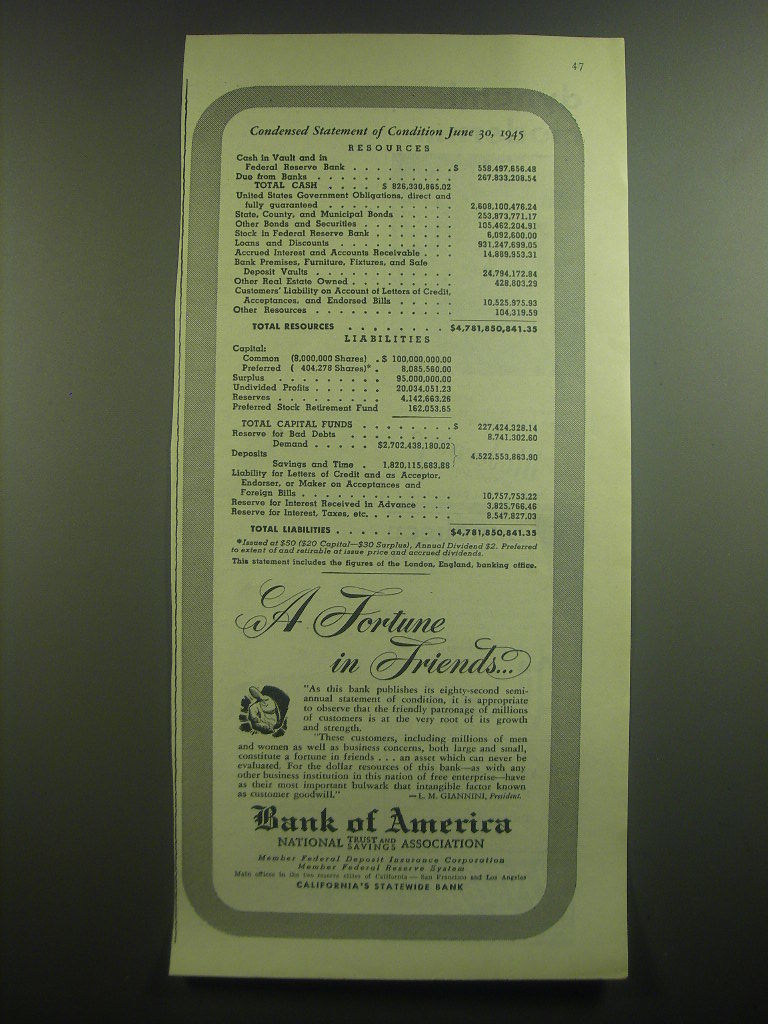 47
Condensed Statement of Condition June 30, 1945
RESOURCES
Cash in Vault and in
Federal Reserve Bank . . . . . . . . . $ 558,497,656.48
Due from Banks . . . . . . . . . . . . 267,833,208.54
TOTAL CASH . . . . $ 826,330,865.02
United States Government Obligations, direct and
fully guaranteed . . . . . . . . . . . 2,608,100,476.24
State, County, and Municipal Bonds . . . . 253,873,771.17
Other Bonds and Securities . . . . . . . 105,462,204.91
Stock in Federal Reserve Bank . . . . . . 6,092,600.00
Loans and Discounts . . . . . . . . . . 931,247,699.05
Accrued Interest and Accounts Receivable . . . 14,889,953.31
Bank Premises, Furniture, Fixtures, and Safe
Deposit Vaults . . . . . . . . . . . . 24,794,172.84
Other Real Estate Owned . . . . . . . . 428,803.29
Customers' Liability on Account of Letters of Credit,
Acceptances, and Endorsed Bills . . . . . 10,525,975.93
Other Resources . . . . . . . . . . . . 104,319.59
TOTAL RESOURCES . . . . . . . . $4,781,850,841.35
LIABILITIES
Capital:
Common (8,000,000 Shares) . $ 100,000,000.00
Preferred ( 404,278 Shares)* . 8,085,560.00
Surplus . . . . . . . . . 95,000,000.00
Undivided Profits . . . . . . 20,034,051.23
Reserves . . . . . . . . . 4,142,663.26
Preferred Stock Retirement Fund 162,053.65
TOTAL CAPITAL FUNDS . . . . . . . . $ 227,424,328.14
Reserve for Bad Debts . . . . . . . . . 8,741,302.60
Demand . . . . . $2,702,438,180.02
Deposits 4,522,553,863.90
Savings and Time . 1,820,115,683.88
Liability for Letters of Credit and as Acceptor,
Endorser, or Maker on Acceptances and
Foreign Bills . . . . . . . . . . . . . 10,757,753.22
Reserve for Interest Received in Advance . . . 3,825,766.46
Reserve for Interest, Taxes, etc. . . . . . . . 8,547,827.03
TOTAL LIABILITIES . . . . . . . . . $4,781,850,841.35
*Issued at $50 ($20 Capital—$30 Surplus), Annual Dividend $2. Preferred
to extent of and retirable at issue price and accrued dividends.
This statement includes the figures of the London, England, banking office.
A Fortune
in Friends...
"As this bank publishes its eighty-second semi-
annual statement of condition, it is appropriate
to observe that the friendly patronage of millions
of customers is at the very root of its growth
and strength.
"These customers, including millions of men
and women as well as business concerns, both large and small,
constitute a fortune in friends . . . an asset which can never be
evaluated. For the dollar resources of this bank—as with any
other business institution in this nation of free enterprise—have
as their most important bulwark that intangible factor known
as customer goodwill." —L. M. GIANNINI, President.
Bank of America
NATIONAL TRUST AND SAVINGS ASSOCIATION
Member Federal Deposit Insurance Corporation
Member Federal Reserve System
Main offices in the two reserve cities of California — San Francisco and Los Angeles
CALIFORNIA'S STATEWIDE BANK